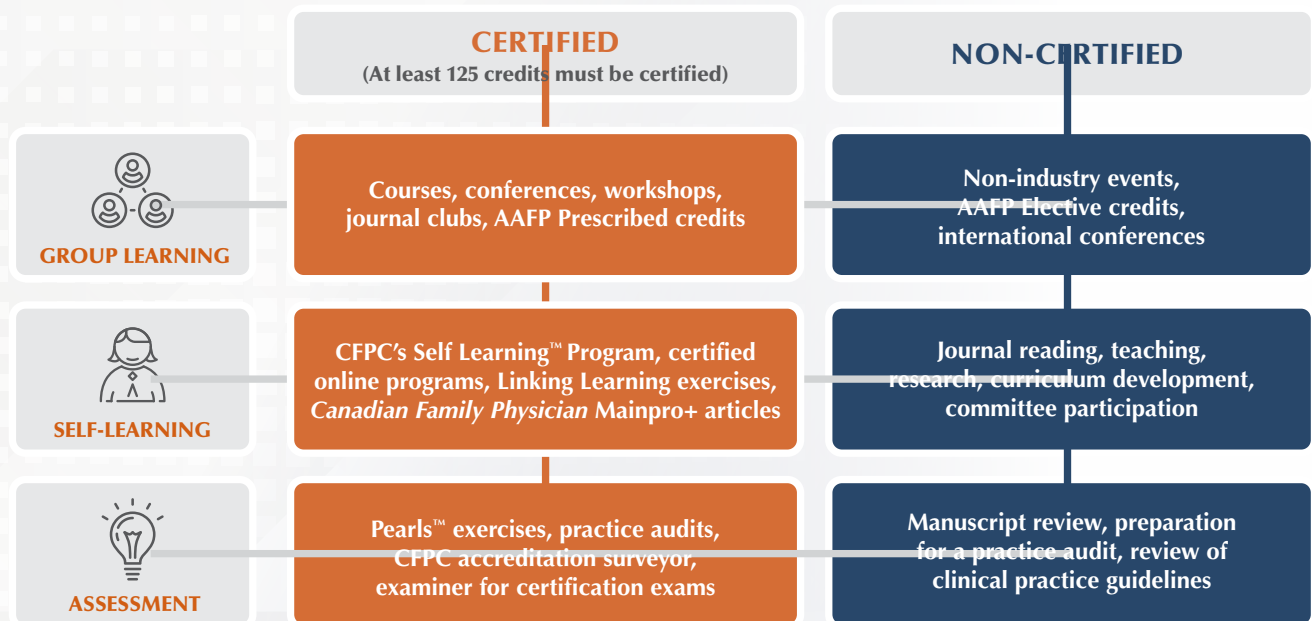 CERTIFIED
(At least 125 credits must be certified)
NON-CERTIFIED
GROUP LEARNING
Courses, conferences, workshops,
journal clubs, AAFP Prescribed credits
Non-industry events,
AAFP Elective credits,
international conferences
SELF-LEARNING
CFPC’s Self Learning™ Program, certified
online programs, Linking Learning exercises,
Canadian Family Physician Mainpro+ articles
Journal reading, teaching,
research, curriculum development,
committee participation
ASSESSMENT
Pearls™ exercises, practice audits,
CFPC accreditation surveyor,
examiner for certification exams
Manuscript review, preparation
for a practice audit, review of
clinical practice guidelines